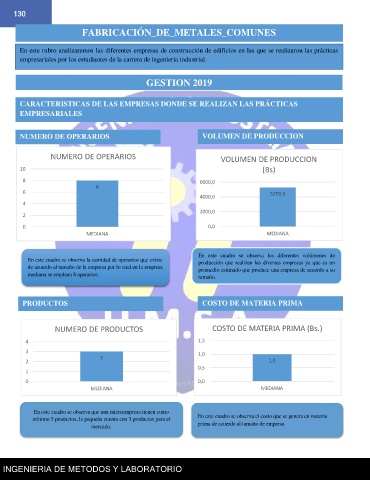 130
FABRICACIÓN_DE_METALES_COMUNES
En este rubro analizaremos las diferentes empresas de construcción de edificios en las que se realizaron las prácticas
empresariales por los estudiantes de la carrera de ingeniería industrial.
GESTION 2019
CARACTERISTICAS DE LAS EMPRESAS DONDE SE REALIZAN LAS PRÁCTICAS
EMPRESARIALES
NUMERO DE OPERARIOS
VOLUMEN DE PRODUCCION
NUMERO DE OPERARIOS
10
8
6
4
2
0
8
MEDIANA
VOLUMEN DE PRODUCCION
(Bs)
6000,0
4000,0
2000,0
0,0
MEDIANA
En este cuadro se observa la cantidad de operarios que existe
de acuerdo al tamaño de la empresa por lo cual en la empresa
mediana se emplean 8 operarios.
En este cuadro se observa los diferentes volúmenes de
producción que realizan las diversas empresas ya que es un
promedio estimado que produce una empresa de acuerdo a su
tamaño.
PRODUCTOS
COSTO DE MATERIA PRIMA
NUMERO DE PRODUCTOS
4
3
2
1
0
3
MEDIANA
COSTO DE MATERIA PRIMA (Bs.)
1,5
1,0
0,5
0,0
1,0
MEDIANA
En este cuadro se observa que una microempresa tienen como
mínimo 5 productos, la pequeña cuenta con 3 productos para el
mercado.
En este cuadro se observa el costo que se genera en materia
prima de acuerdo al tamaño de empresa
INGENIERIA DE METODOS Y LABORATORIO